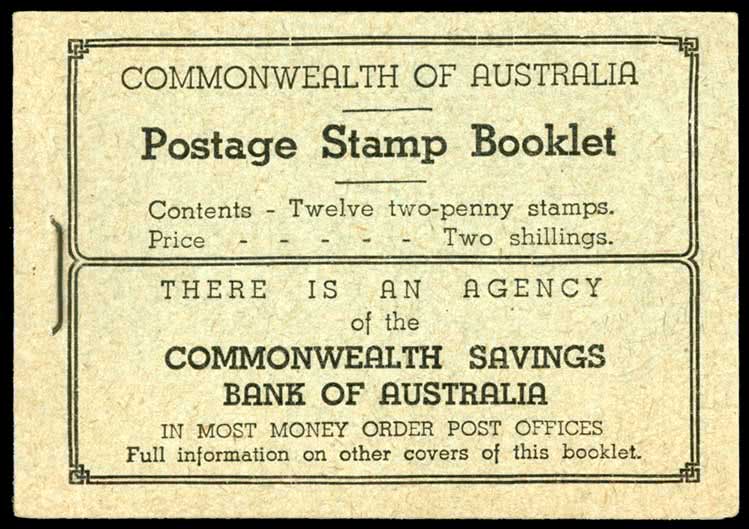 COMMONWEALTH OF AUSTRALIA
Postage Stamp Booklet
Contents - Twelve two-penny stamps.
Price - - - - - Two shillings.
THERE IS AN AGENCY
of the
COMMONWEALTH SAVINGS
BANK OF AUSTRALIA
IN MOST MONEY ORDER POST OFFICES
Full information on other covers of this booklet.